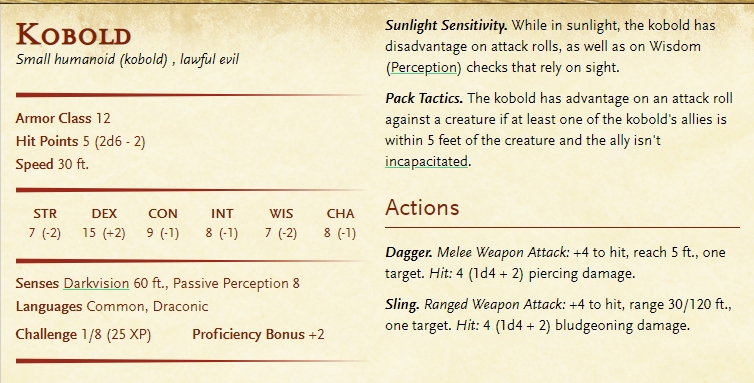 KOBOLD
Small humanoid (kobold) , lawful evil
Armor Class 12
Hit Points 5 (2d6 - 2)
Speed 30 ft.
STR DEX CON INT WIS CHA
7 (-2) 15 (+2) 9 (-1) 8 (-1) 7 (-2) 8 (-1)
Senses Darkvision 60 ft., Passive Perception 8
Languages Common, Draconic
Challenge 1/8 (25 XP) Proficiency Bonus +2
Sunlight Sensitivity. While in sunlight, the kobold has
disadvantage on attack rolls, as well as on Wisdom
(Perception) checks that rely on sight.
Pack Tactics. The kobold has advantage on an attack roll
against a creature if at least one of the kobold's allies is
within 5 feet of the creature and the ally isn't
incapacitated.
Actions
Dagger. Melee Weapon Attack: +4 to hit, reach 5 ft., one
target. Hit: 4 (1d4 + 2) piercing damage.
Sling. Ranged Weapon Attack: +4 to hit, range 30/120 ft.,
one target. Hit: 4 (1d4 + 2) bludgeoning damage.